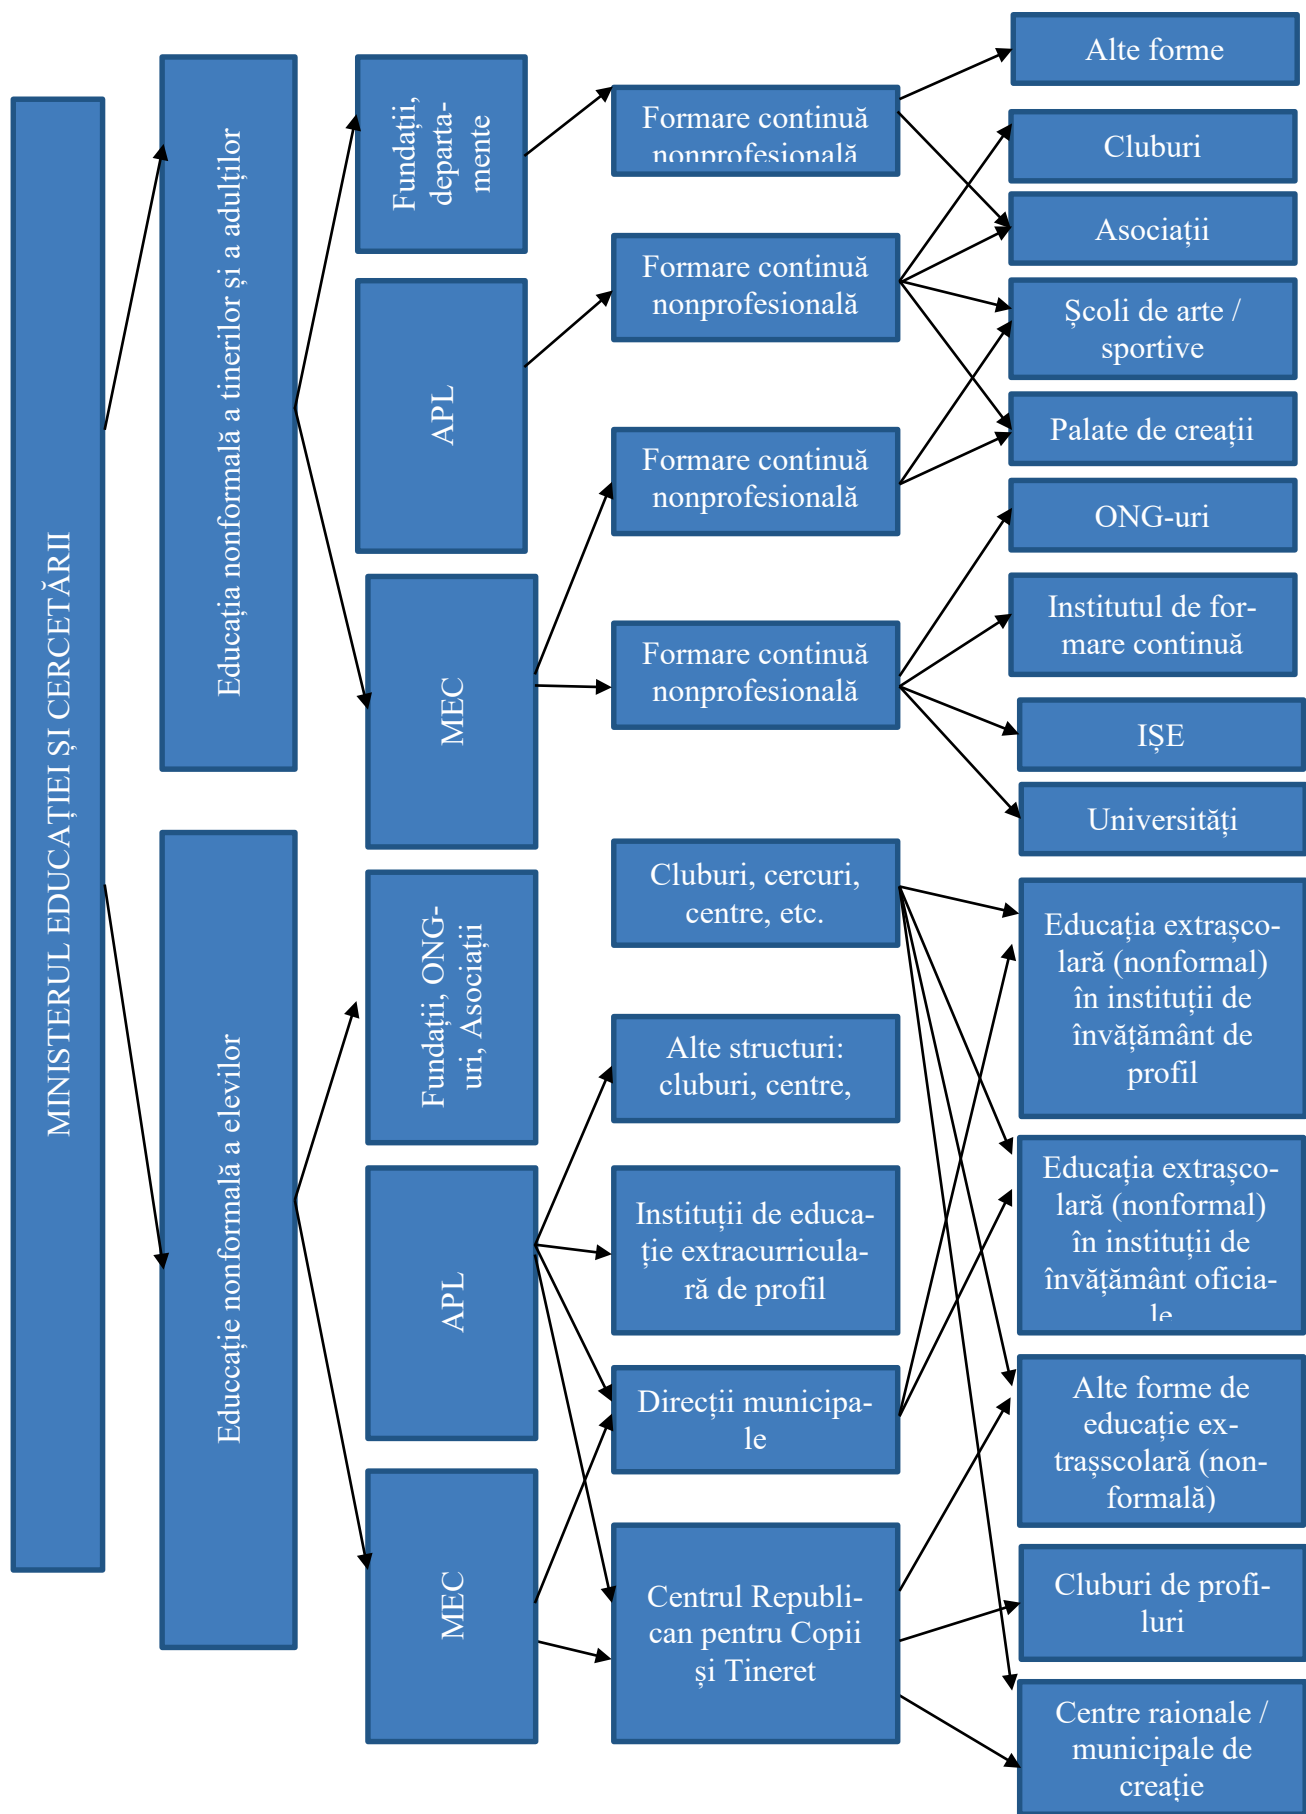 MINISTERUL EDUCAȚIEI ȘI CERCETĂRII
Educația nonformală a tinerilor și a adulților
Educcație nonformală a elevilor
Fundații,
departa-
mente
APL
MEC
Fundații, ONG-
uri, Asociații
APL
MEC
Formare continuă
nonprofesională
Formare continuă
nonprofesională
Formare continuă
nonprofesională
Formare continuă
nonprofesională
Cluburi, cercuri,
centre, etc.
Alte structuri:
cluburi, centre,
Instituții de educa-
ție extracurricula-
ră de profil
Direcții municipa-
le
Centrul Republi-
can pentru Copii
și Tineret
Alte forme
Cluburi
Asociații
Școli de arte /
sportive
Palate de creații
ONG-uri
Institutul de for-
mare continuă
IȘE
Universități
Educația extrașco-
lară (nonformal)
în instituții de
învățământ de
profil
Educația extrașco-
lară (nonformal)
în instituții de
învățământ oficia-
le
Alte forme de
educație ex-
trașscolară (non-
formală)
Cluburi de profi-
luri
Centre raionale /
municipale de
creație